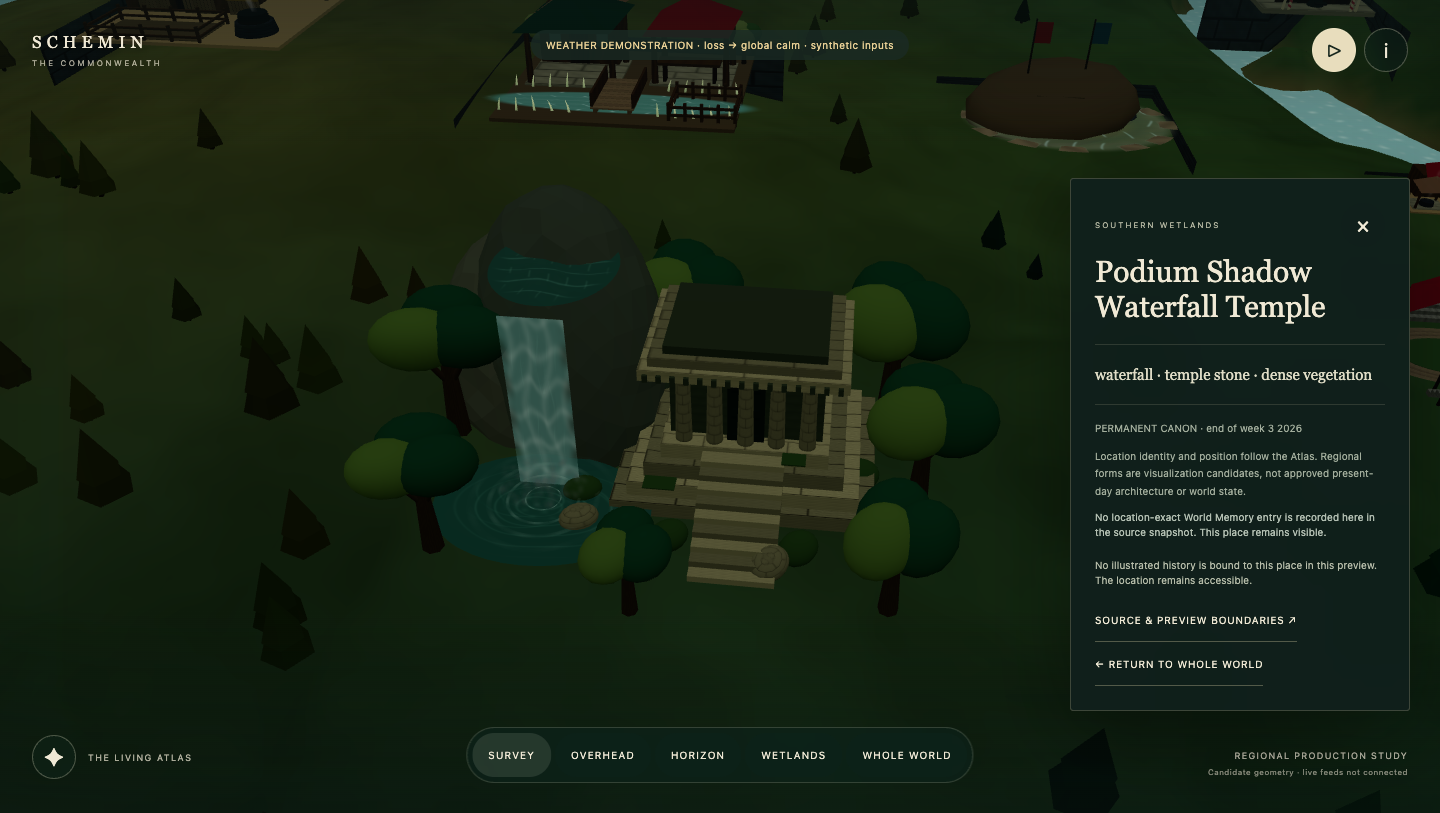 SCHEMIN
THE COMMONWEALTH
WEATHER DEMONSTRATION · loss → global calm · synthetic inputs
i
SOUTHERN WETLANDS
Podium Shadow
Waterfall Temple
waterfall · temple stone · dense vegetation
PERMANENT CANON · end of week 3 2026
Location identity and position follow the Atlas. Regional
forms are visualization candidates, not approved present-
day architecture or world state.
No location-exact World Memory entry is recorded here in
the source snapshot. This place remains visible.
No illustrated history is bound to this place in this preview.
The location remains accessible.
SOURCE & PREVIEW BOUNDARIES ↗
← RETURN TO WHOLE WORLD
THE LIVING ATLAS
SURVEY OVERHEAD HORIZON WETLANDS WHOLE WORLD
REGIONAL PRODUCTION STUDY
Candidate geometry · live feeds not connected